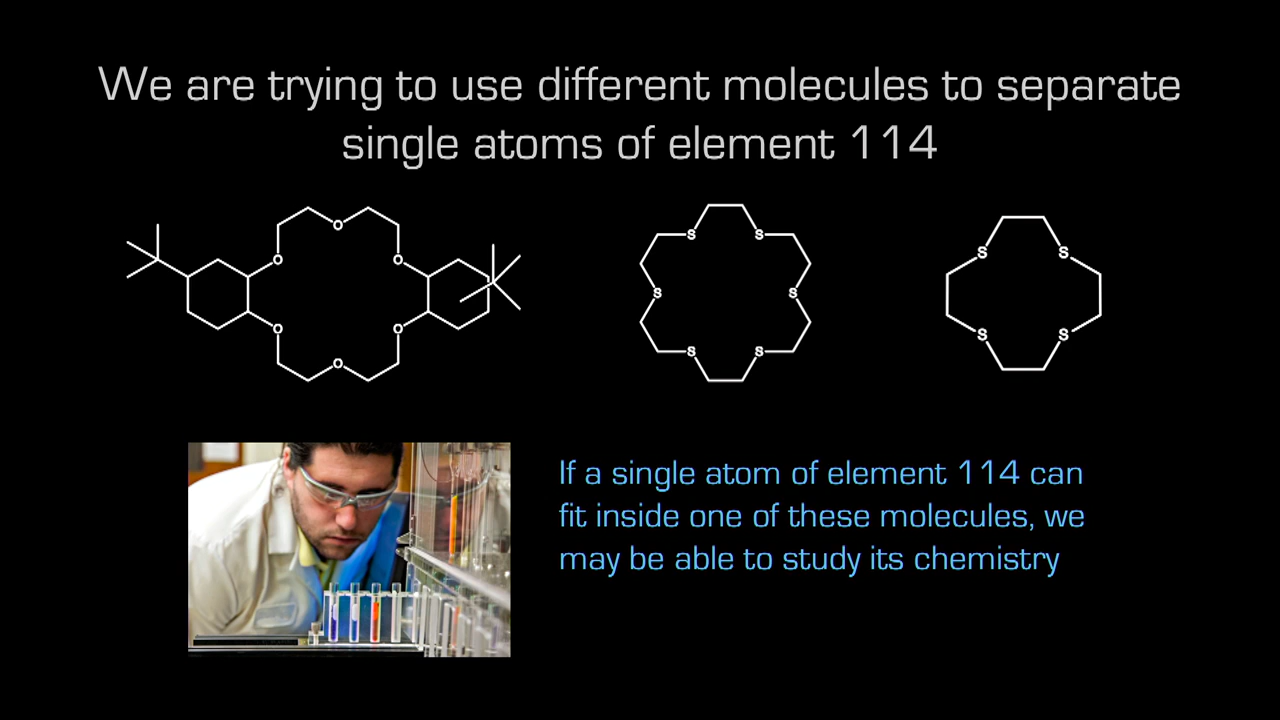 We are trying to use different molecules to separate
single atoms of element 114
O
O
O
O
O
O
S
S
S
S
S
S
S
S
S
S
If a single atom of element 114 can
fit inside one of these molecules, we
may be able to study its chemistry